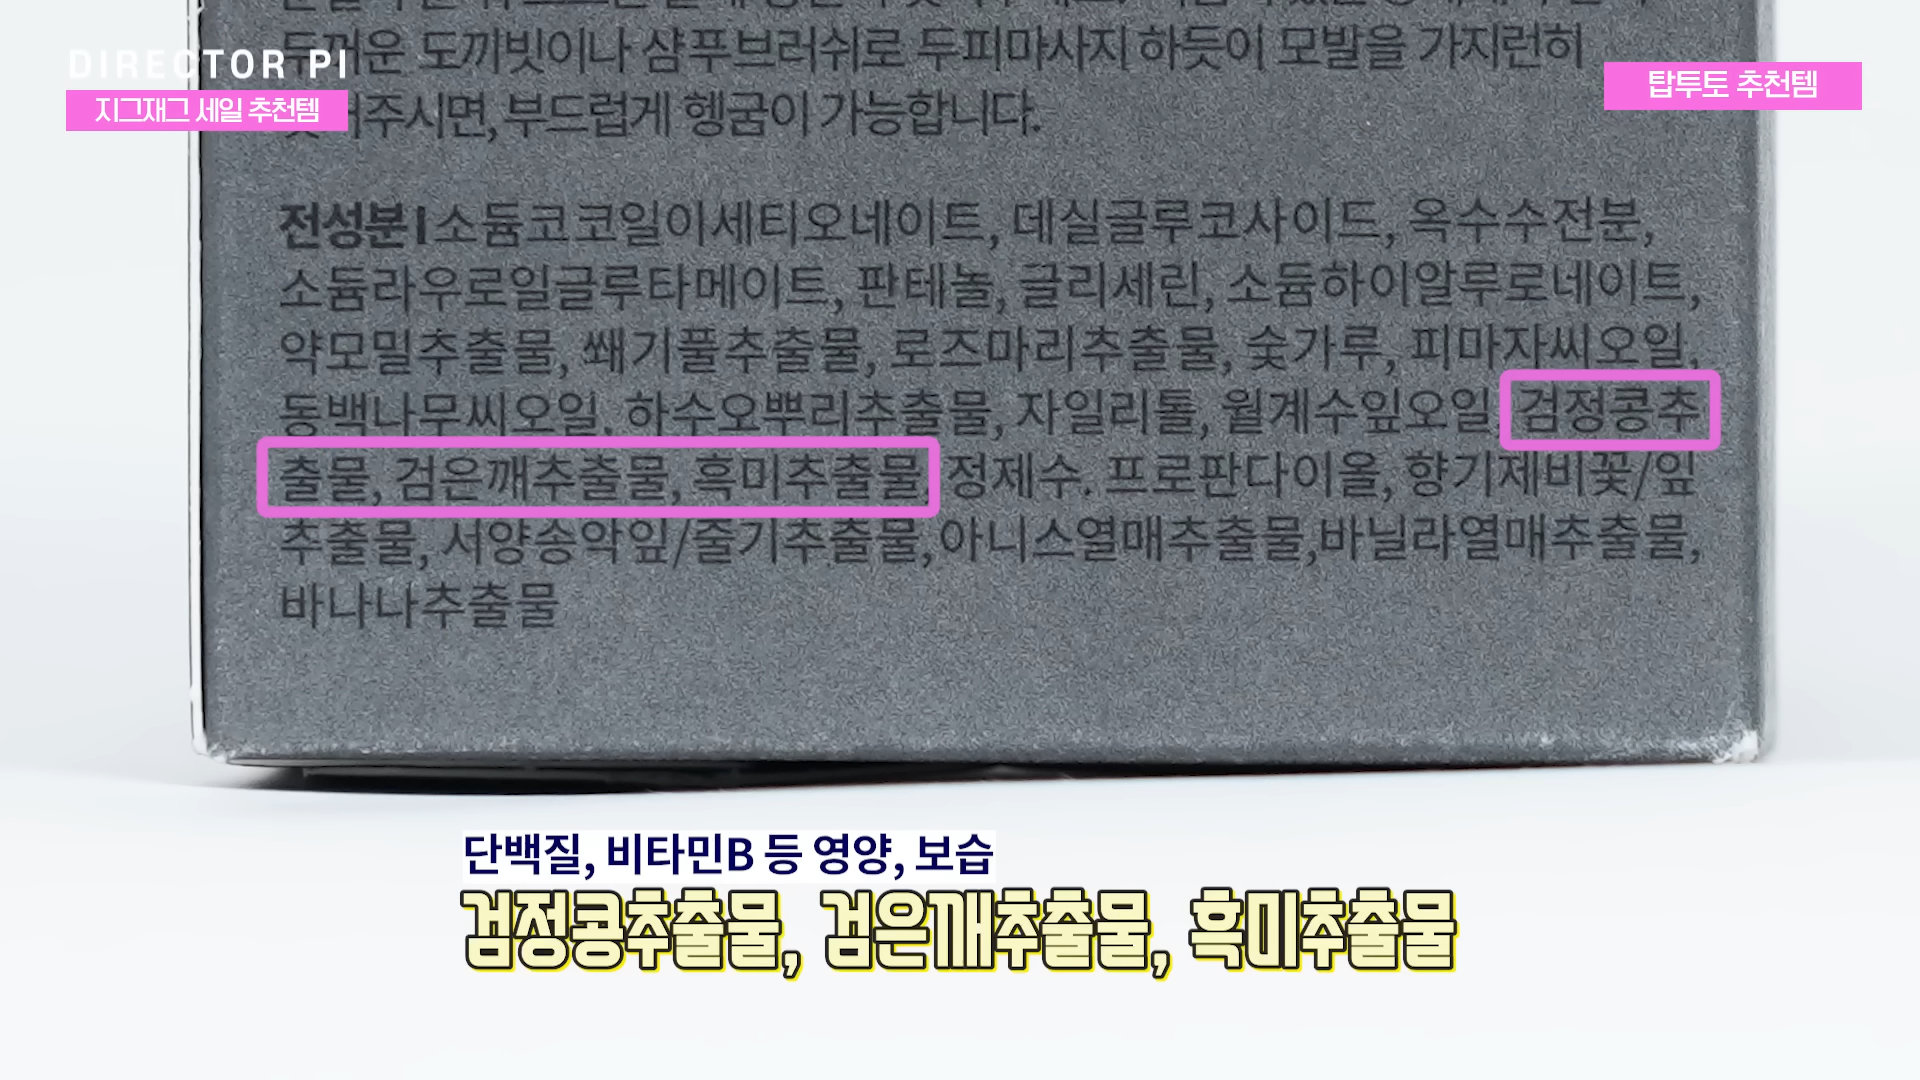 DIRECTOR PI
지그재그 세일 추천템
탑투토 추천템
두꺼운 도끼빗이나 샴푸브러쉬로 두피마사지 하듯이 모발을 가지런히
주시면, 부드럽게 헹굼이 가능합니다.
전성분 I 소듐코코일이세티오네이트, 데실글루코사이드, 옥수수전분,
소듐라우로일글루타메이트, 판테놀, 글리세린, 소듐하이알루로네이트,
약모밀추출물, 쐐기풀추출물, 로즈마리추출물, 숯가루, 피마자씨오일,
동백나무씨오일, 하수오뿌리추출물, 자일리톨, 월계수잎오일, 검정콩추
출물, 검은깨추출물, 흑미추출물, 정제수. 프로판다이올, 향기제비꽃/잎
추출물, 서양송악잎/줄기추출물,아니스열매추출물,바닐라열매추출물,
바나나추출물
단백질, 비타민B 등 영양, 보습
검정콩추출물, 검은깨추출물, 흑미추출물